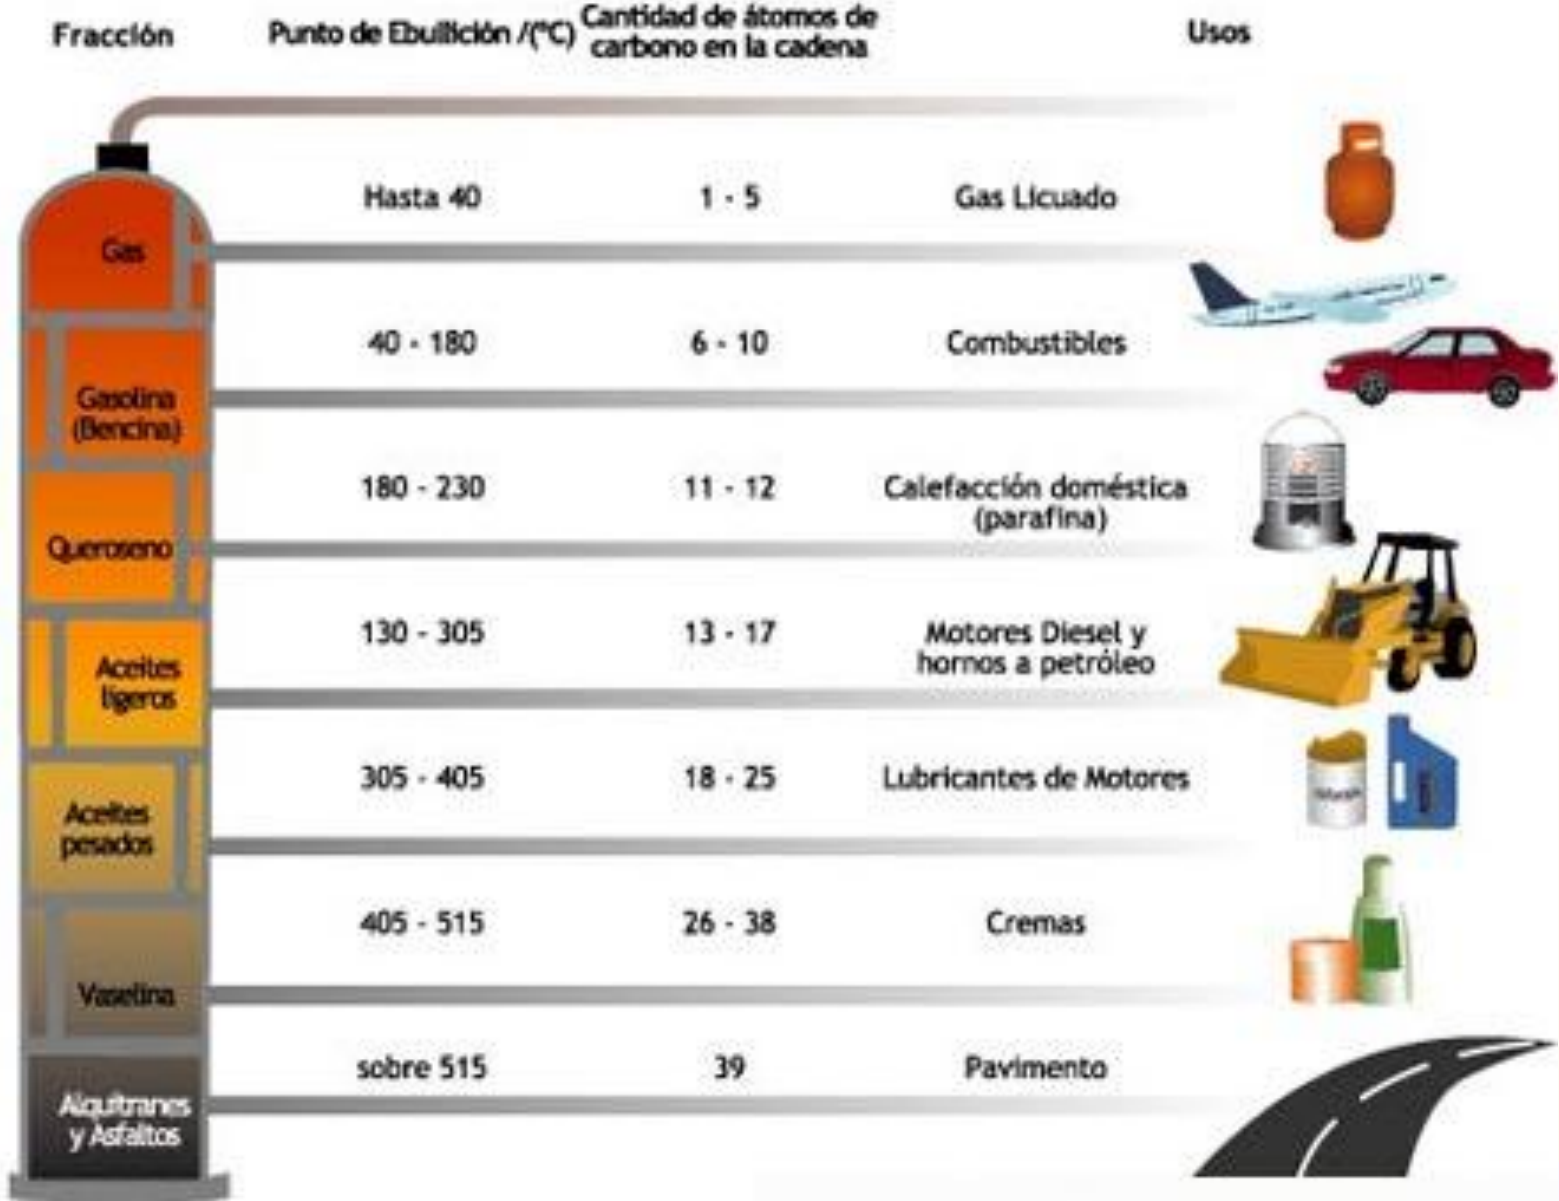 Fracción
Punto de Ebullición /(°C)
Cantidad de átomos de
carbono en la cadena
Usos
Gas
Hasta 40
1 - 5
Gas Licuado
Gasolina
(Bencina)
40 - 180
6 - 10
Combustibles
Queroseno
180 - 230
11 - 12
Calefacción doméstica
(parafina)
Aceites
ligeros
130 - 305
13 - 17
Motores Diesel y
hornos a petróleo
Aceites
pesados
305 - 405
18 - 25
Lubricantes de Motores
Vaselina
405 - 515
26 - 38
Cremas
Alquitranes
y Asfaltos
sobre 515
39
Pavimento